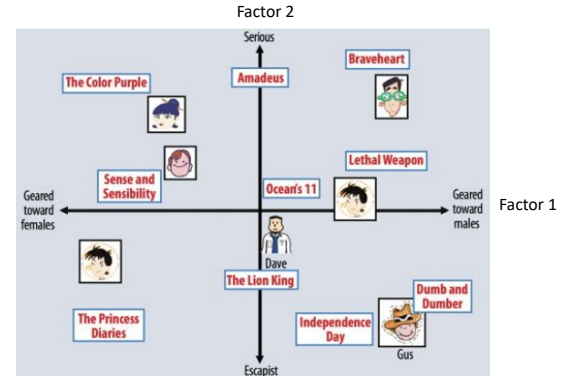 Factor 2
Serious
Braveheart
The Color Purple
Amadeus
Lethal Weapon
Sense and
Sensibility
Ocean's 11
Geared
toward
females
Geared
toward
males
Factor 1
Dave
The Lion King
Dumb and
Dumber
The Princess
Diaries
Independence
Day
Gus
Escapist